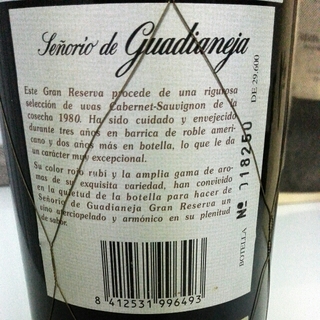 Señorío de Guadianeja
Este Gran Reserva procede de una rigurosa
selección de uvas Cabernet-Sauvignon de la
cosecha 1980. Ha sido cuidado y envejecido
durante tres años en barrica de roble ameri-
cano y dos años más en botella, lo que le da
un carácter muy excepcional.
Su color rojo rubí y la amplia gama de aro-
mas de su exquisita variedad, han convivido
en la quietud de la botella para hacer de
Señorío de Guadianeja Gran Reserva un
vino aterciopelado y armónico en su plenitud
de sabor.
8 412531 996493
BOTELLA Nº 018250 DE 29.600